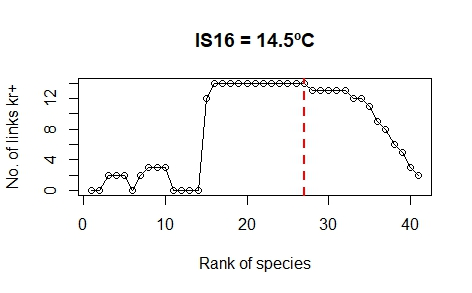 IS16 = 14.5ºC
No. of links kr+
12
8
4
0
0 10 20 30 40
Rank of species